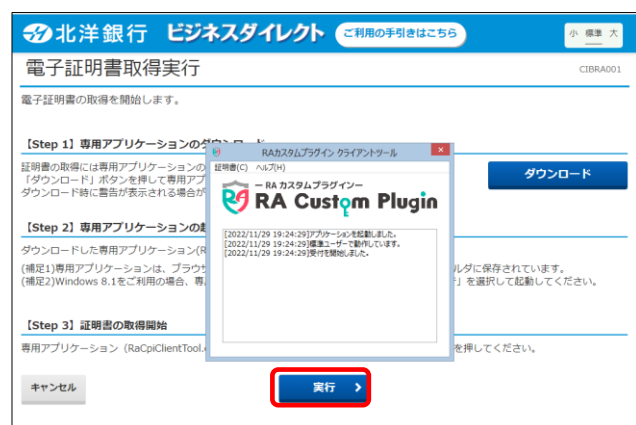 北洋銀行 ビジネスダイレクト ご利用の手引きはこちら 小 標準 大
電子証明書取得実行 CIBRA001
電子証明書の取得を開始します。
【Step 1】専用アプリケーションのダウンロード
証明書の取得には専用アプリケーションの
「ダウンロード」ボタンを押して専用アプ
ダウンロード時に警告が表示される場合が
ダウンロード
RAカスタムプラグイン クライアントツール
証明書(C) ヘルプ(H)
− RA カスタムプラグイン−
RA Custom Plugin
[2022/11/29 19:24:29]アプリケーションを起動しました。
[2022/11/29 19:24:29]標準ユーザーで動作しています。
[2022/11/29 19:24:29]受付を開始しました。
【Step 2】専用アプリケーションの起
ダウンロードした専用アプリケーション(R
(補足1)専用アプリケーションは、ブラウザ ルダに保存されています。
(補足2)Windows 8.1をご利用の場合、専 」を選択して起動してください。
【Step 3】証明書の取得開始
専用アプリケーション（RaCpiClientTool. を押してください。
キャンセル 実行